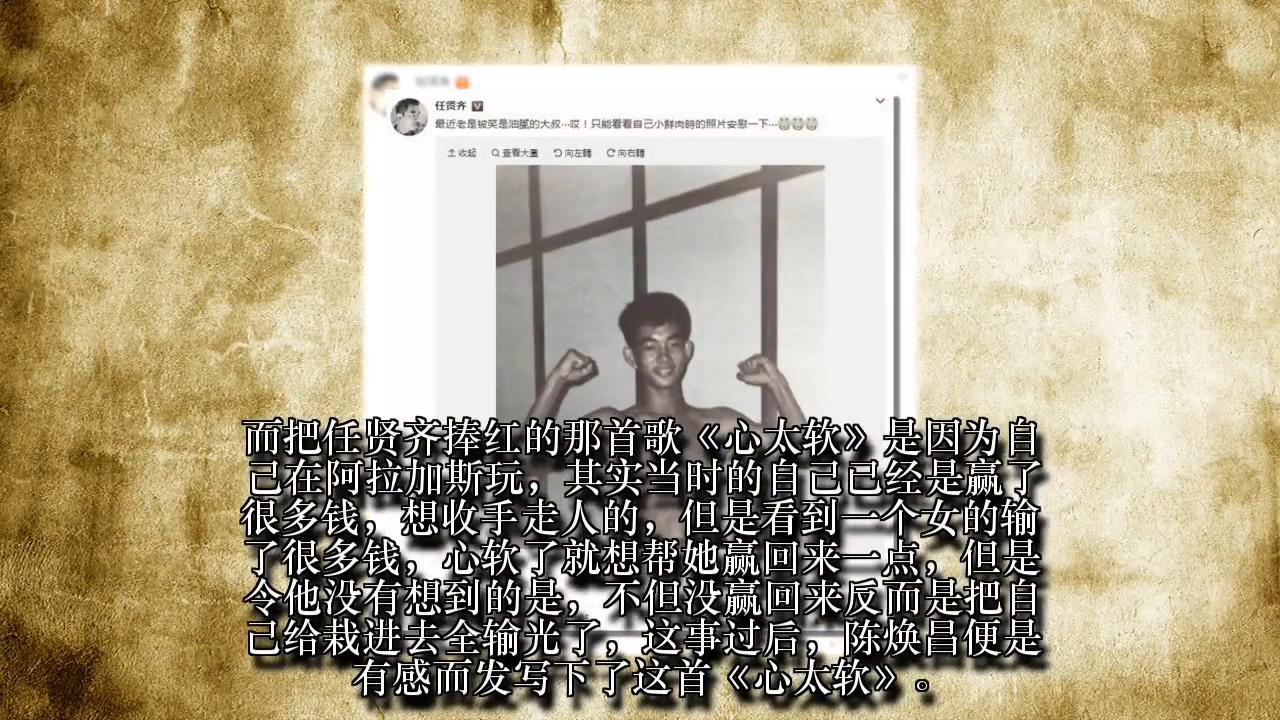 任贤齐 V
最近老是被笑是油腻的大叔…哎！只能看看自己小鲜肉時的照片安慰一下…
收起 查看大圖 向左轉 向右轉
而把任贤齐捧红的那首歌《心太软》是因为自
己在阿拉加斯玩，其实当时的自己已经是赢了
很多钱，想收手走人的，但是看到一个女的输
了很多钱，心软了就想帮她赢回来一点，但是
令他没有想到的是，不但没赢回来反而是把自
己给栽进去全输光了，这事过后，陈焕昌便是
有感而发写下了这首《心太软》。